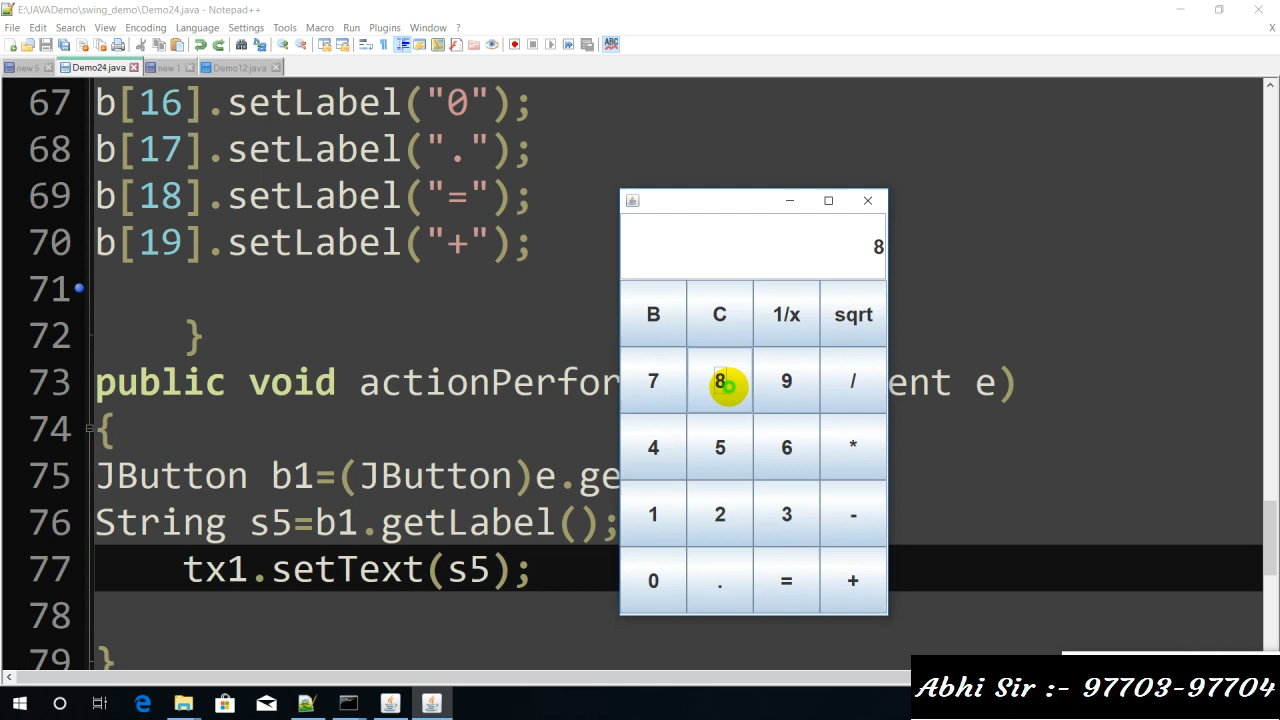 E:\JAVADemo\swing_demo\Demo24.java - Notepad++
File Edit Search View Encoding Language Settings Tools Macro Run Plugins Window ?
X
new 5 Demo24.java new 1 Demo12.java
67 b[16].setLabel("0");
68 b[17].setLabel(".");
69 b[18].setLabel("=");
70 b[19].setLabel("+");
71
72 }
73 public void actionPerfor ent e)
74 {
75 JButton b1=(JButton)e.ge
76 String s5=b1.getLabel();
77 tx1.setText(s5);
78
79 }
8
B C 1/x sqrt
7 8 9 /
4 5 6 *
1 2 3 -
0 . = +
Abhi Sir :- 97703-97704